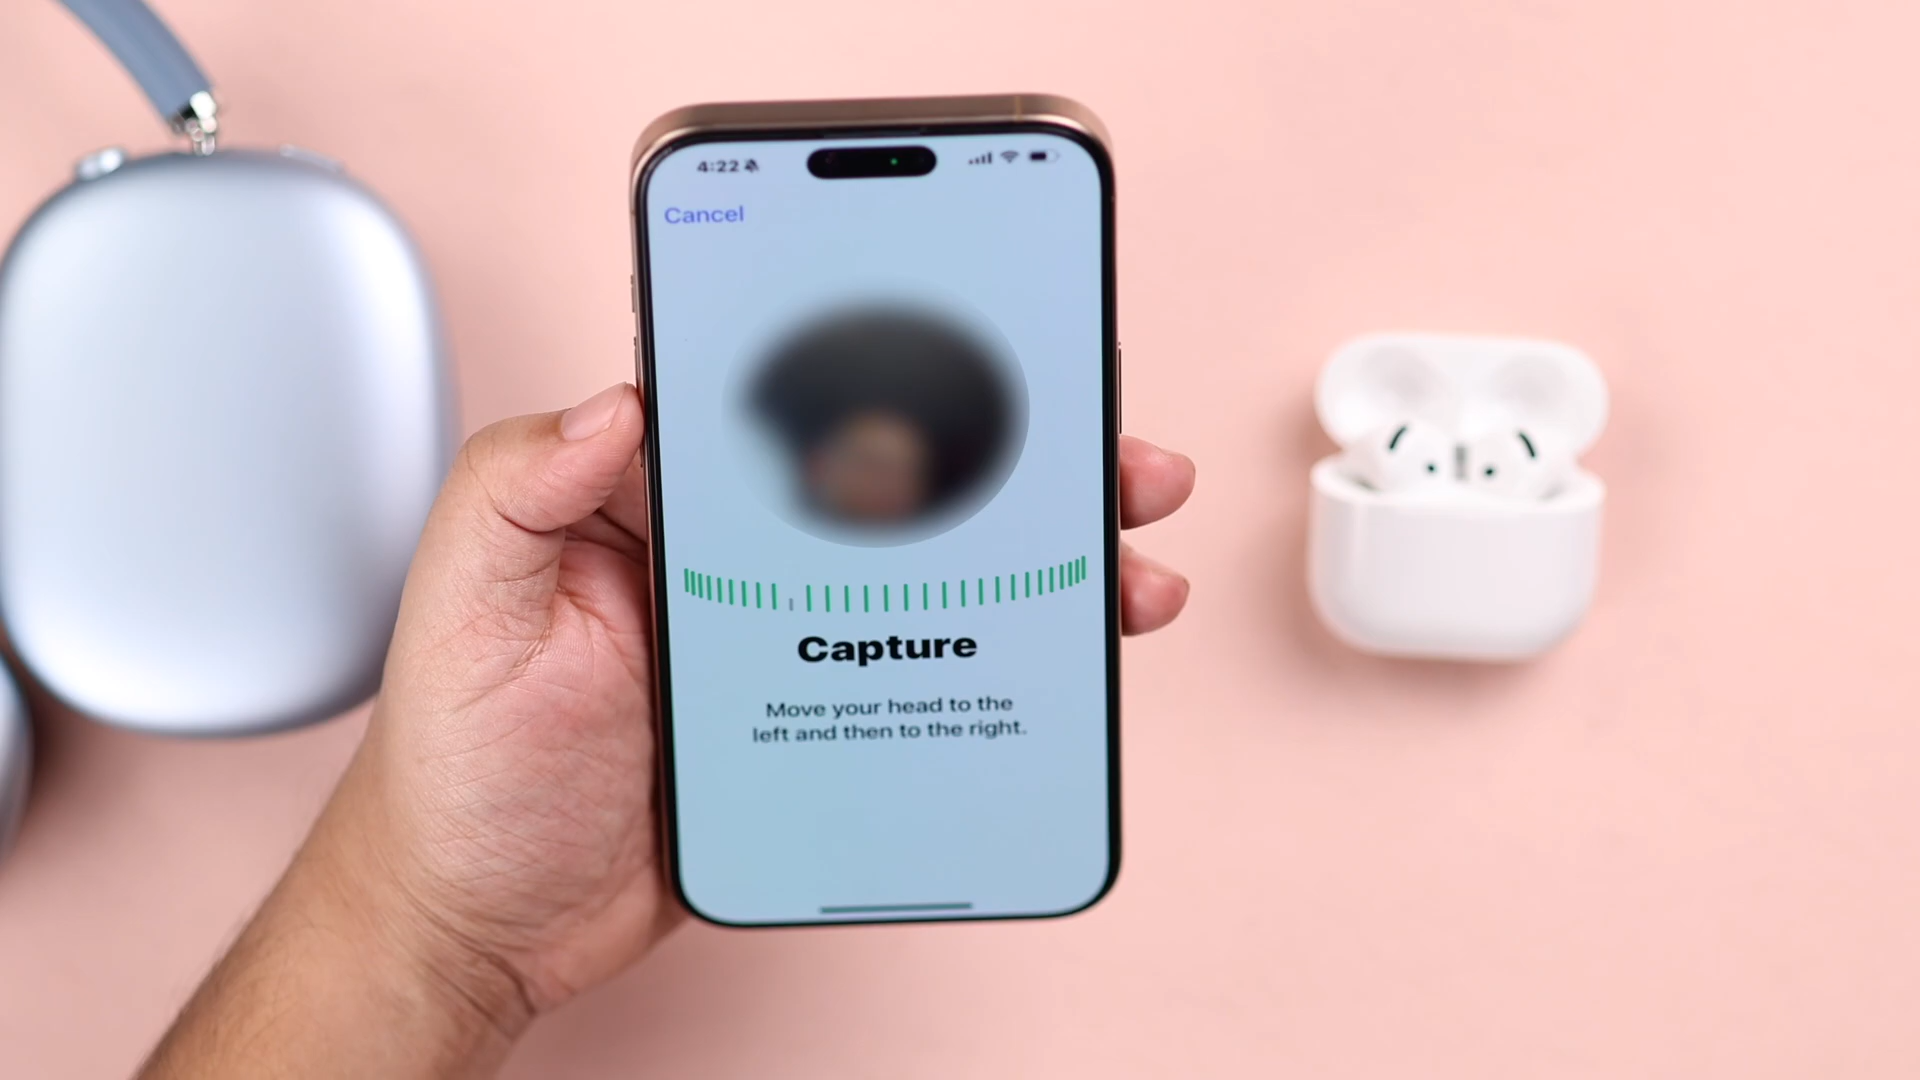 4:22
Cancel
Capture
Move your head to the
left and then to the right.